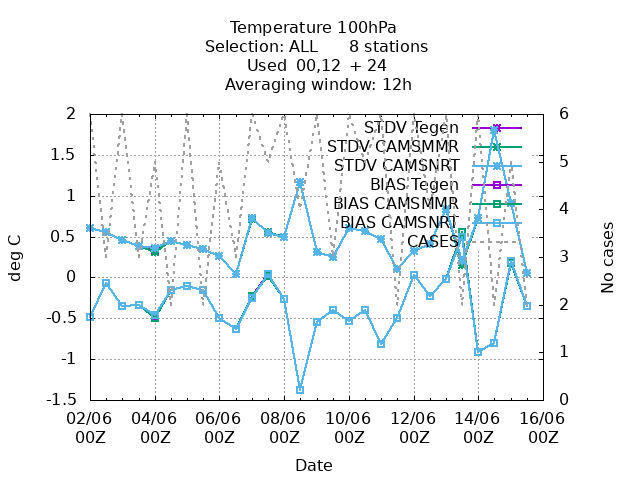 Temperature 100hPa
Selection: ALL 8 stations
Used 00,12 + 24
Averaging window: 12h
2 6
STDV Tegen
STDV CAMSMMR
1.5 5
STDV CAMSNRT
BIAS Tegen
1 4
BIAS CAMSMMR
BIAS CAMSNRT
0.5 CASES 3
deg C
No cases
0
-0.5 2
-1 1
-1.5 0
02/06 04/06 06/06 08/06 10/06 12/06 14/06 16/06
00Z 00Z 00Z 00Z 00Z 00Z 00Z 00Z
Date